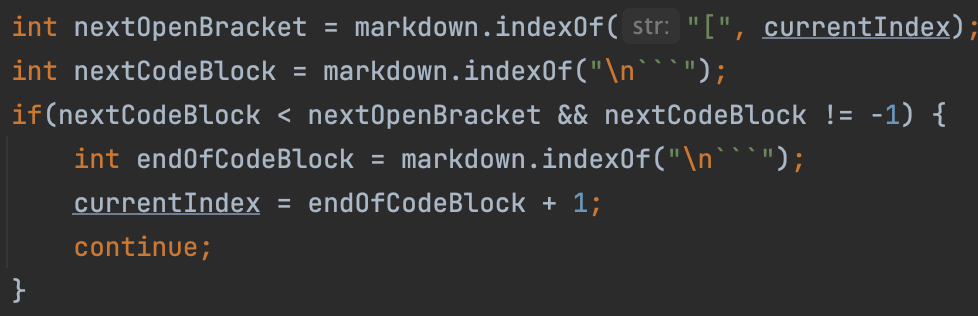 int nextOpenBracket = markdown.indexOf( str: "[", currentIndex);
int nextCodeBlock = markdown.indexOf("\n```");
if(nextCodeBlock < nextOpenBracket && nextCodeBlock != -1) {
    int endOfCodeBlock = markdown.indexOf("\n```");
    currentIndex = endOfCodeBlock + 1;
    continue;
}